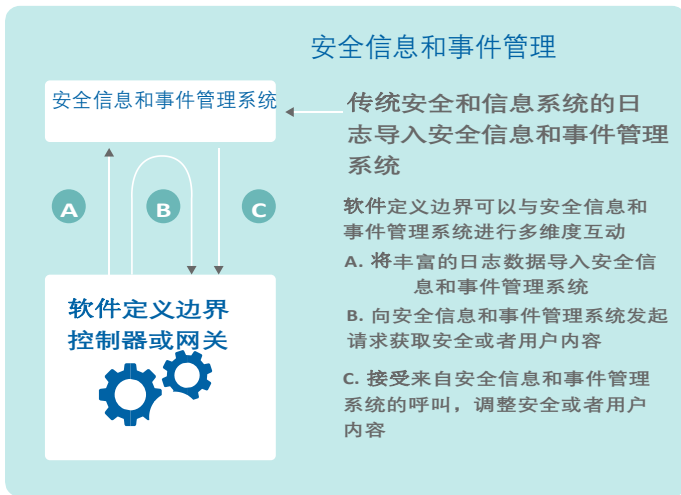 安全信息和事件管理
安全信息和事件管理系统
传统安全和信息系统的日
志导入安全信息和事件管理
系统
A
B
C
软件定义边界
控制器或网关
软件定义边界可以与安全信息和
事件管理系统进行多维度互动
A. 将丰富的日志数据导入安全信
息和事件管理系统
B. 向安全信息和事件管理系统发起
请求获取安全或者用户内容
C. 接受来自安全信息和事件管理
系统的呼叫，调整安全或者用户
内容